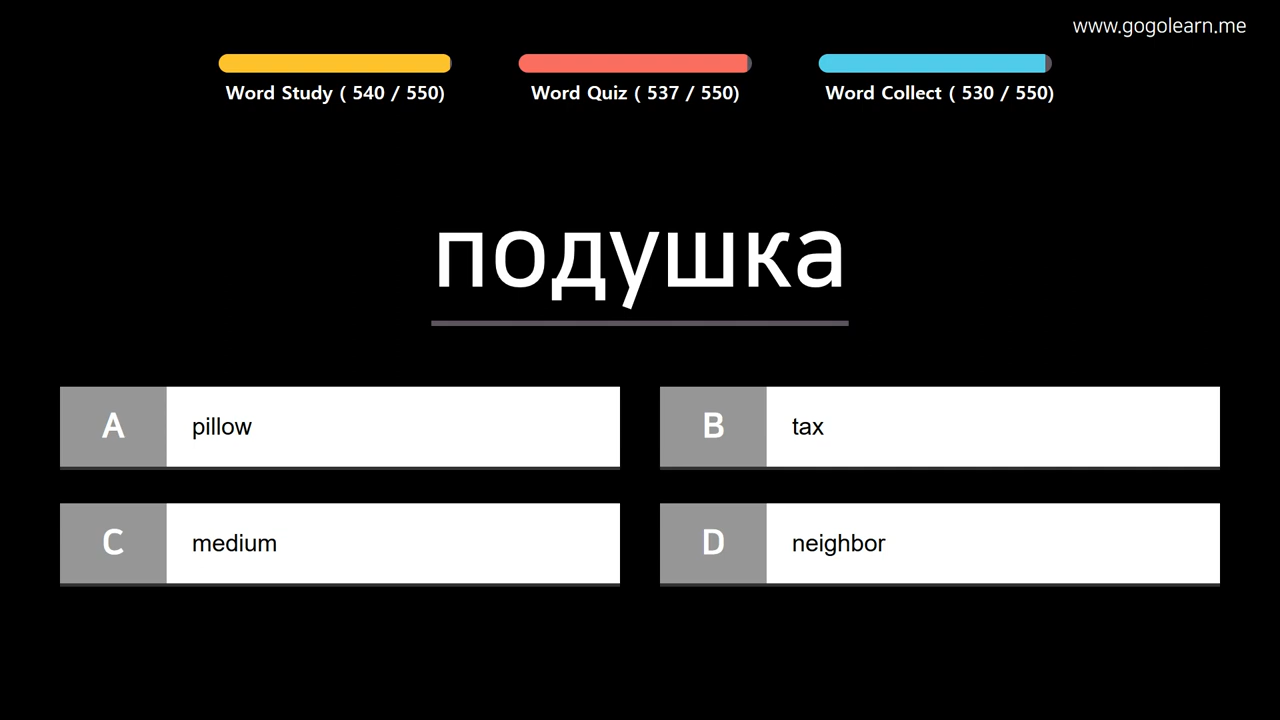 www.gogolearn.me
Word Study ( 540 / 550)
Word Quiz ( 537 / 550)
Word Collect ( 530 / 550)
подушка
A pillow
B tax
C medium
D neighbor